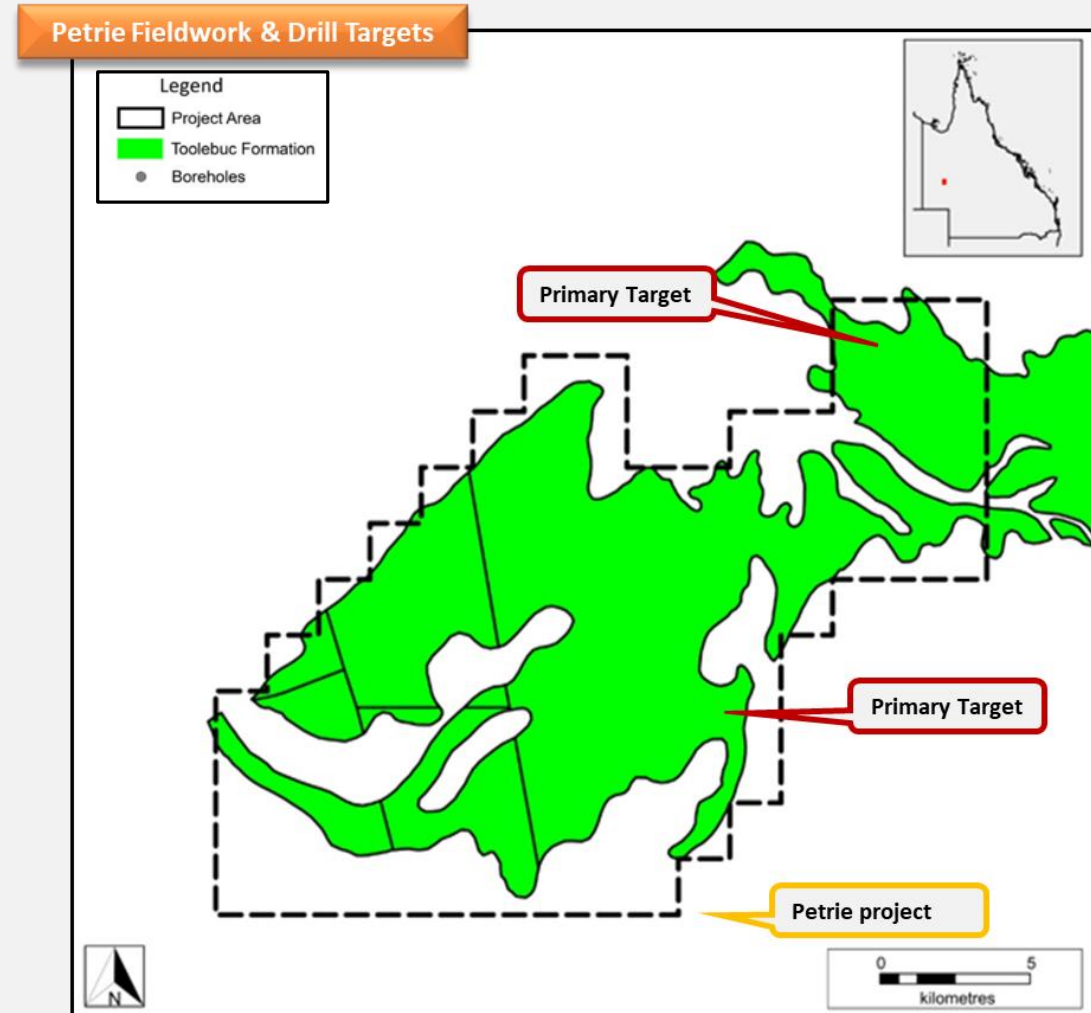 Petrie Fieldwork & Drill Targets
Legend
Project Area
Toolebuc Formation
Boreholes
Primary Target
Primary Target
Petrie project
N
0 5
kilometres